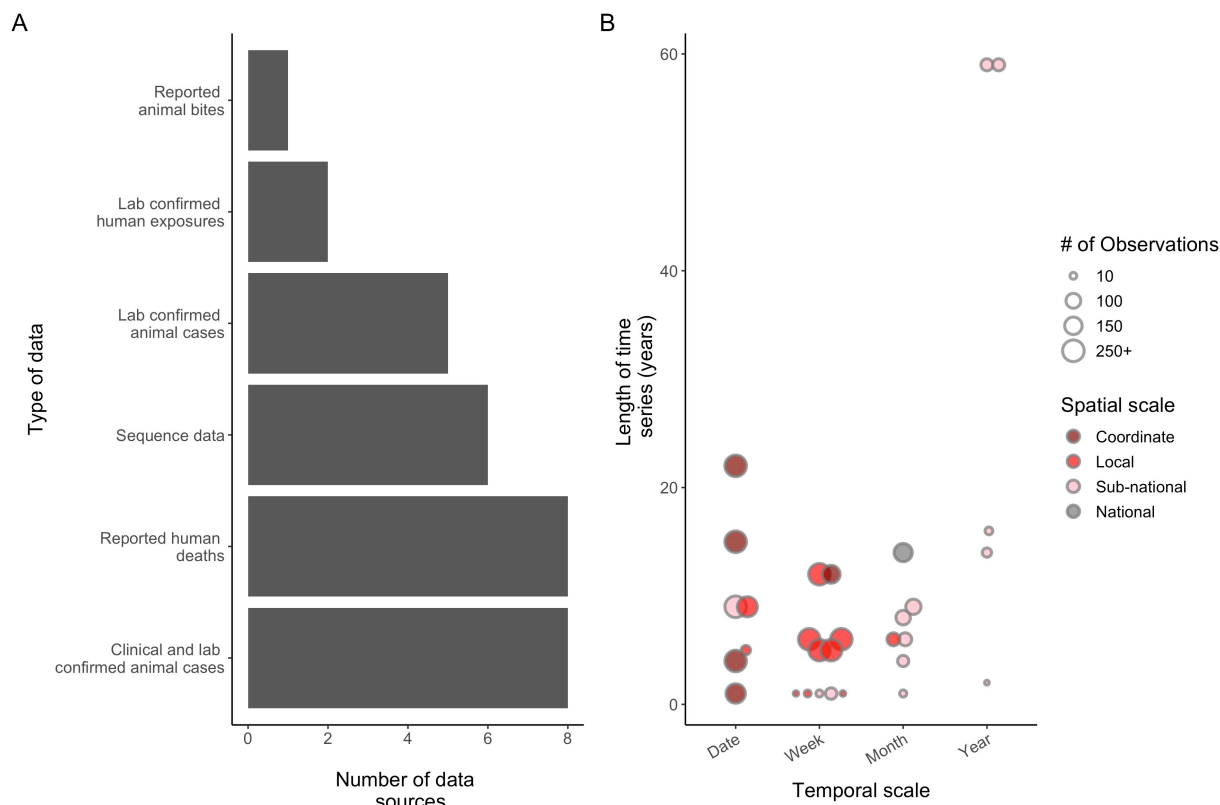 A
Type of data
Reported
animal bites
Lab confirmed
human exposures
Lab confirmed
animal cases
Sequence data
Reported human
deaths
Clinical and lab
confirmed animal cases
0 2 4 6 8
Number of data
sources
B
Length of time
series (years)
60
40
20
0
Date Week Month Year
Temporal scale
# of Observations
10
100
150
250+
Spatial scale
Coordinate
Local
Sub-national
National